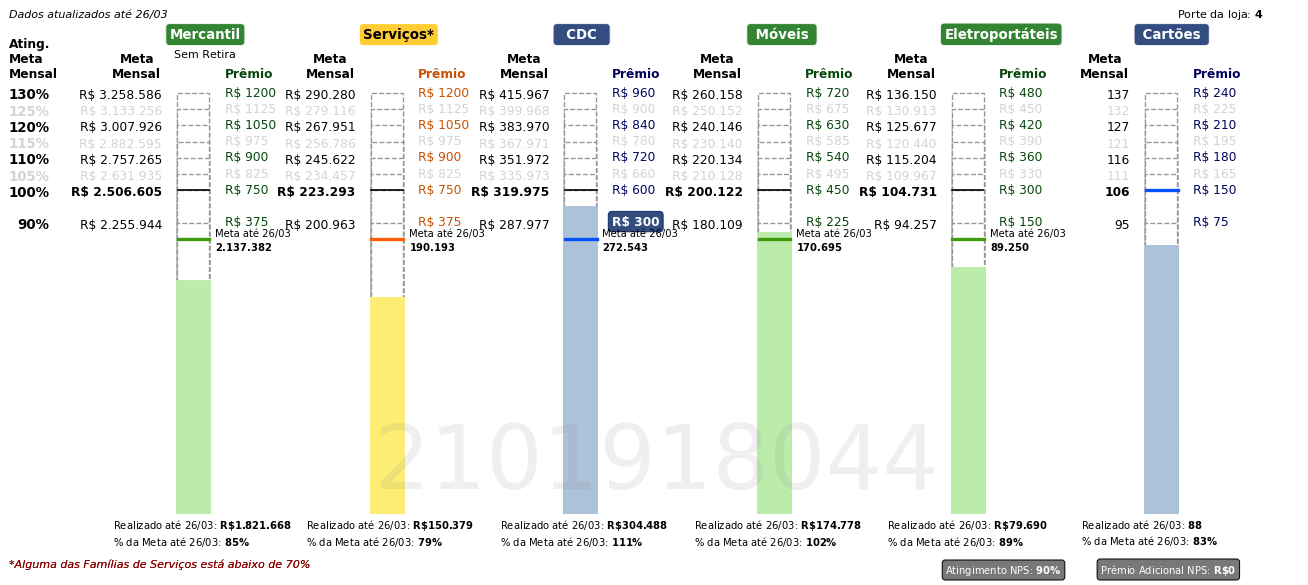 Dados atualizados até 26/03
Porte da loja: 4
Mercantil Serviços* CDC Móveis Eletroportáteis Cartões
Sem Retira
Ating. Meta Mensal
Meta Mensal Prêmio Meta Mensal Prêmio Meta Mensal Prêmio Meta Mensal Prêmio Meta Mensal Prêmio Meta Mensal Prêmio
130% R$ 3.258.586 R$ 1200 R$ 290.280 R$ 1200 R$ 415.967 R$ 960 R$ 260.158 R$ 720 R$ 136.150 R$ 480 137 R$ 240
125% R$ 3.133.256 R$ 1125 R$ 279.116 R$ 1125 R$ 399.968 R$ 900 R$ 250.152 R$ 675 R$ 130.913 R$ 450 132 R$ 225
120% R$ 3.007.926 R$ 1050 R$ 267.951 R$ 1050 R$ 383.970 R$ 840 R$ 240.146 R$ 630 R$ 125.677 R$ 420 127 R$ 210
115% R$ 2.882.595 R$ 975 R$ 256.786 R$ 975 R$ 367.971 R$ 780 R$ 230.140 R$ 585 R$ 120.440 R$ 390 121 R$ 195
110% R$ 2.757.265 R$ 900 R$ 245.622 R$ 900 R$ 351.972 R$ 720 R$ 220.134 R$ 540 R$ 115.204 R$ 360 116 R$ 180
105% R$ 2.631.935 R$ 825 R$ 234.457 R$ 825 R$ 335.973 R$ 660 R$ 210.128 R$ 495 R$ 109.967 R$ 330 111 R$ 165
100% R$ 2.506.605 R$ 750 R$ 223.293 R$ 750 R$ 319.975 R$ 600 R$ 200.122 R$ 450 R$ 104.731 R$ 300 106 R$ 150
90% R$ 2.255.944 R$ 375 R$ 200.963 R$ 375 R$ 287.977 R$ 300 R$ 180.109 R$ 225 R$ 94.257 R$ 150 95 R$ 75
Meta até 26/03 Meta até 26/03 Meta até 26/03 Meta até 26/03 Meta até 26/03
2.137.382 190.193 272.543 170.695 89.250
2101918044
Realizado até 26/03: R$1.821.668 Realizado até 26/03: R$150.379 Realizado até 26/03: R$304.488 Realizado até 26/03: R$174.778 Realizado até 26/03: R$79.690 Realizado até 26/03: 88
% da Meta até 26/03: 85% % da Meta até 26/03: 79% % da Meta até 26/03: 111% % da Meta até 26/03: 102% % da Meta até 26/03: 89% % da Meta até 26/03: 83%
*Alguma das Famílias de Serviços está abaixo de 70%
Atingimento NPS: 90% Prêmio Adicional NPS: R$0